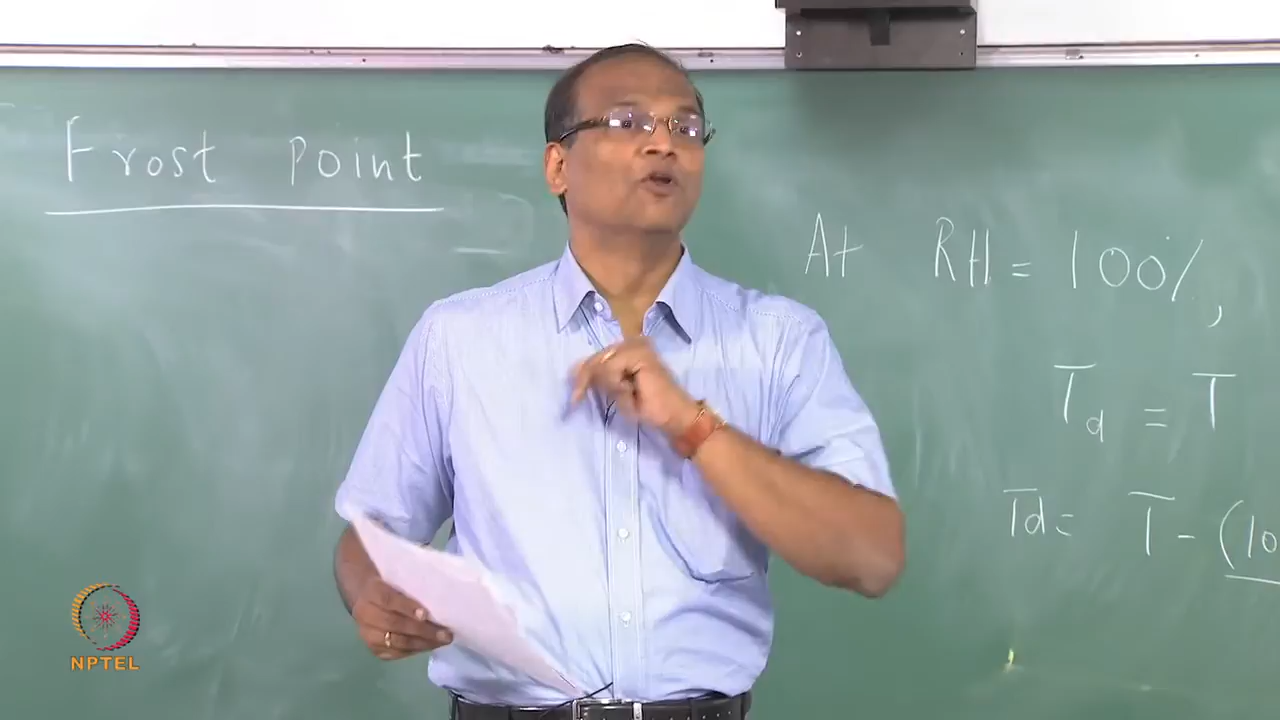 Frost Point
At RH = 100%,
Td = T
Td = T - (10
NPTEL